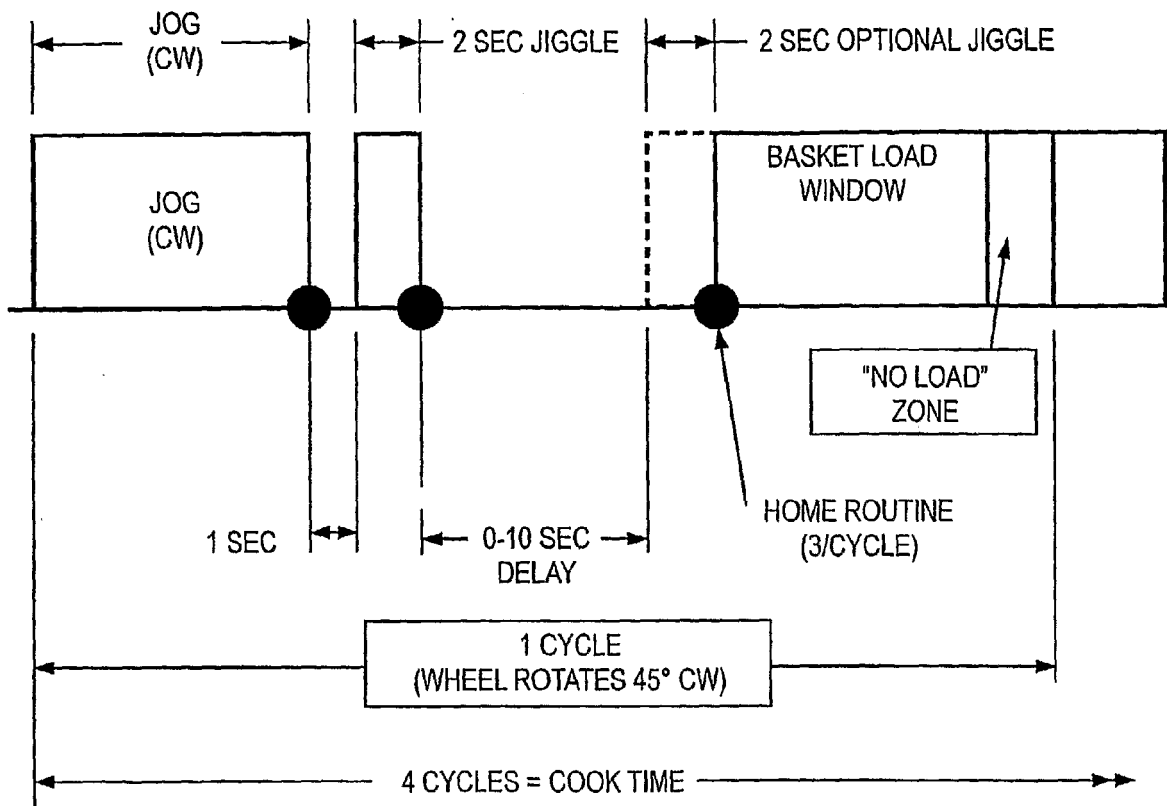 JOG
(CW)
2 SEC JIGGLE
2 SEC OPTIONAL JIGGLE
JOG
(CW)
BASKET LOAD
WINDOW
"NO LOAD"
ZONE
1 SEC
0-10 SEC
DELAY
HOME ROUTINE
(3/CYCLE)
1 CYCLE
(WHEEL ROTATES 45° CW)
4 CYCLES = COOK TIME